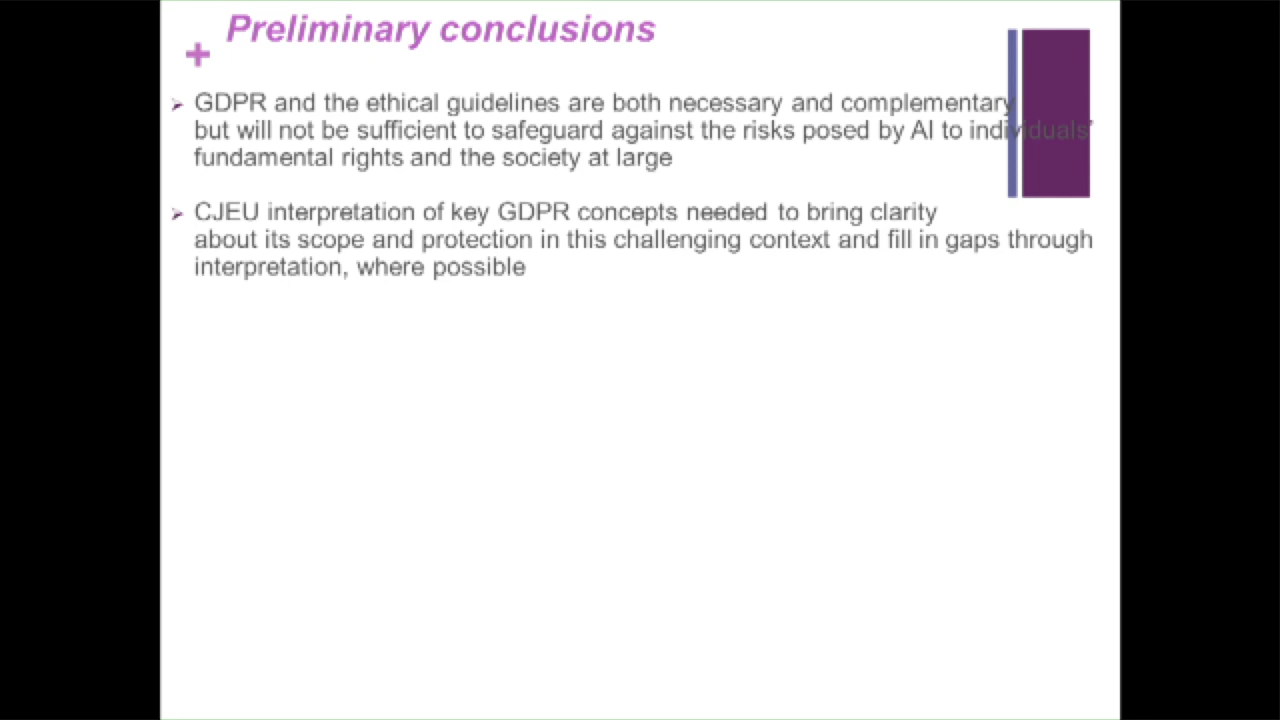 Preliminary conclusions
+
➢ GDPR and the ethical guidelines are both necessary and complementary
but will not be sufficient to safeguard against the risks posed by AI to individuals'
fundamental rights and the society at large
➢ CJEU interpretation of key GDPR concepts needed to bring clarity
about its scope and protection in this challenging context and fill in gaps through
interpretation, where possible